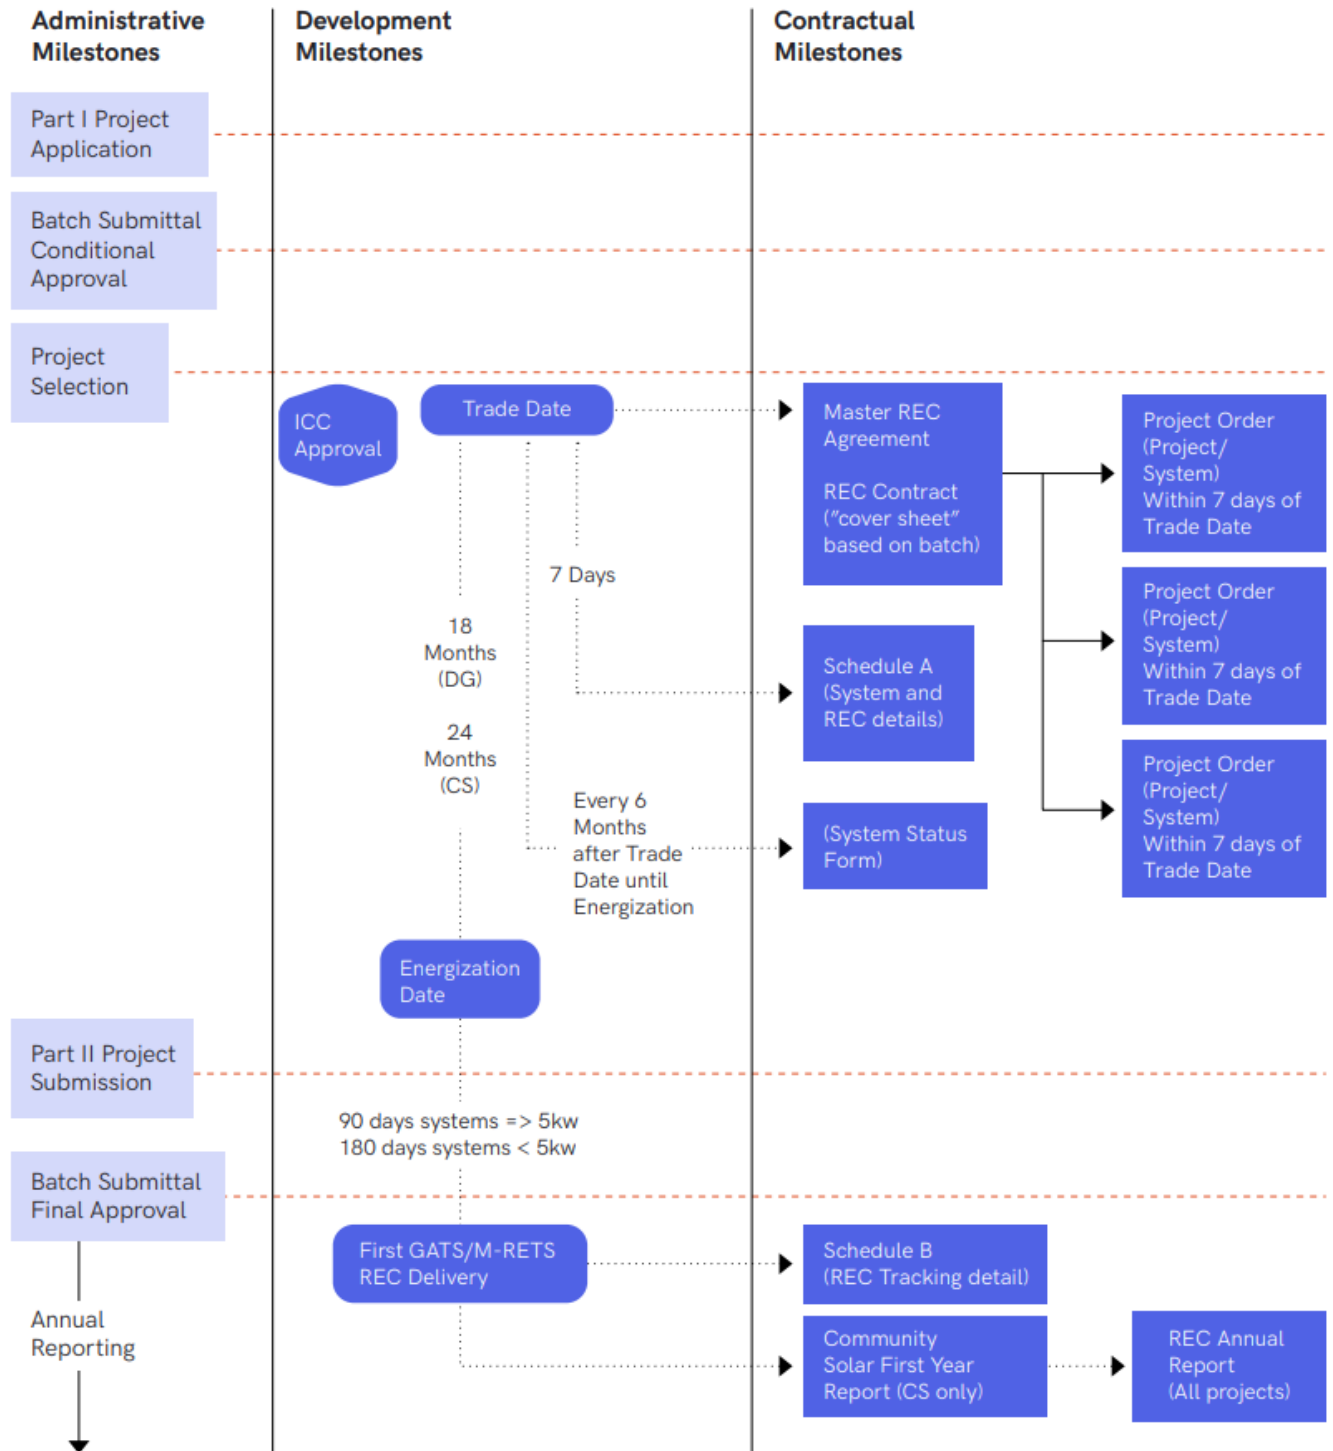 Administrative
Milestones
Development
Milestones
Contractual
Milestones
Part I Project
Application
Batch Submittal
Conditional
Approval
Project
Selection
ICC
Approval
Trade Date
Master REC
Agreement
REC Contract
("cover sheet"
based on batch)
Project Order
(Project/
System)
Within 7 days of
Trade Date
7 Days
Project Order
(Project/
System)
Within 7 days of
Trade Date
18
Months
(DG)
24
Months
(CS)
Schedule A
(System and
REC details)
Project Order
(Project/
System)
Within 7 days of
Trade Date
Every 6
Months
after Trade
Date until
Energization
(System Status
Form)
Energization
Date
Part II Project
Submission
90 days systems => 5kw
180 days systems < 5kw
Batch Submittal
Final Approval
First GATS/M-RETS
REC Delivery
Schedule B
(REC Tracking detail)
Annual
Reporting
Community
Solar First Year
Report (CS only)
REC Annual
Report
(All projects)